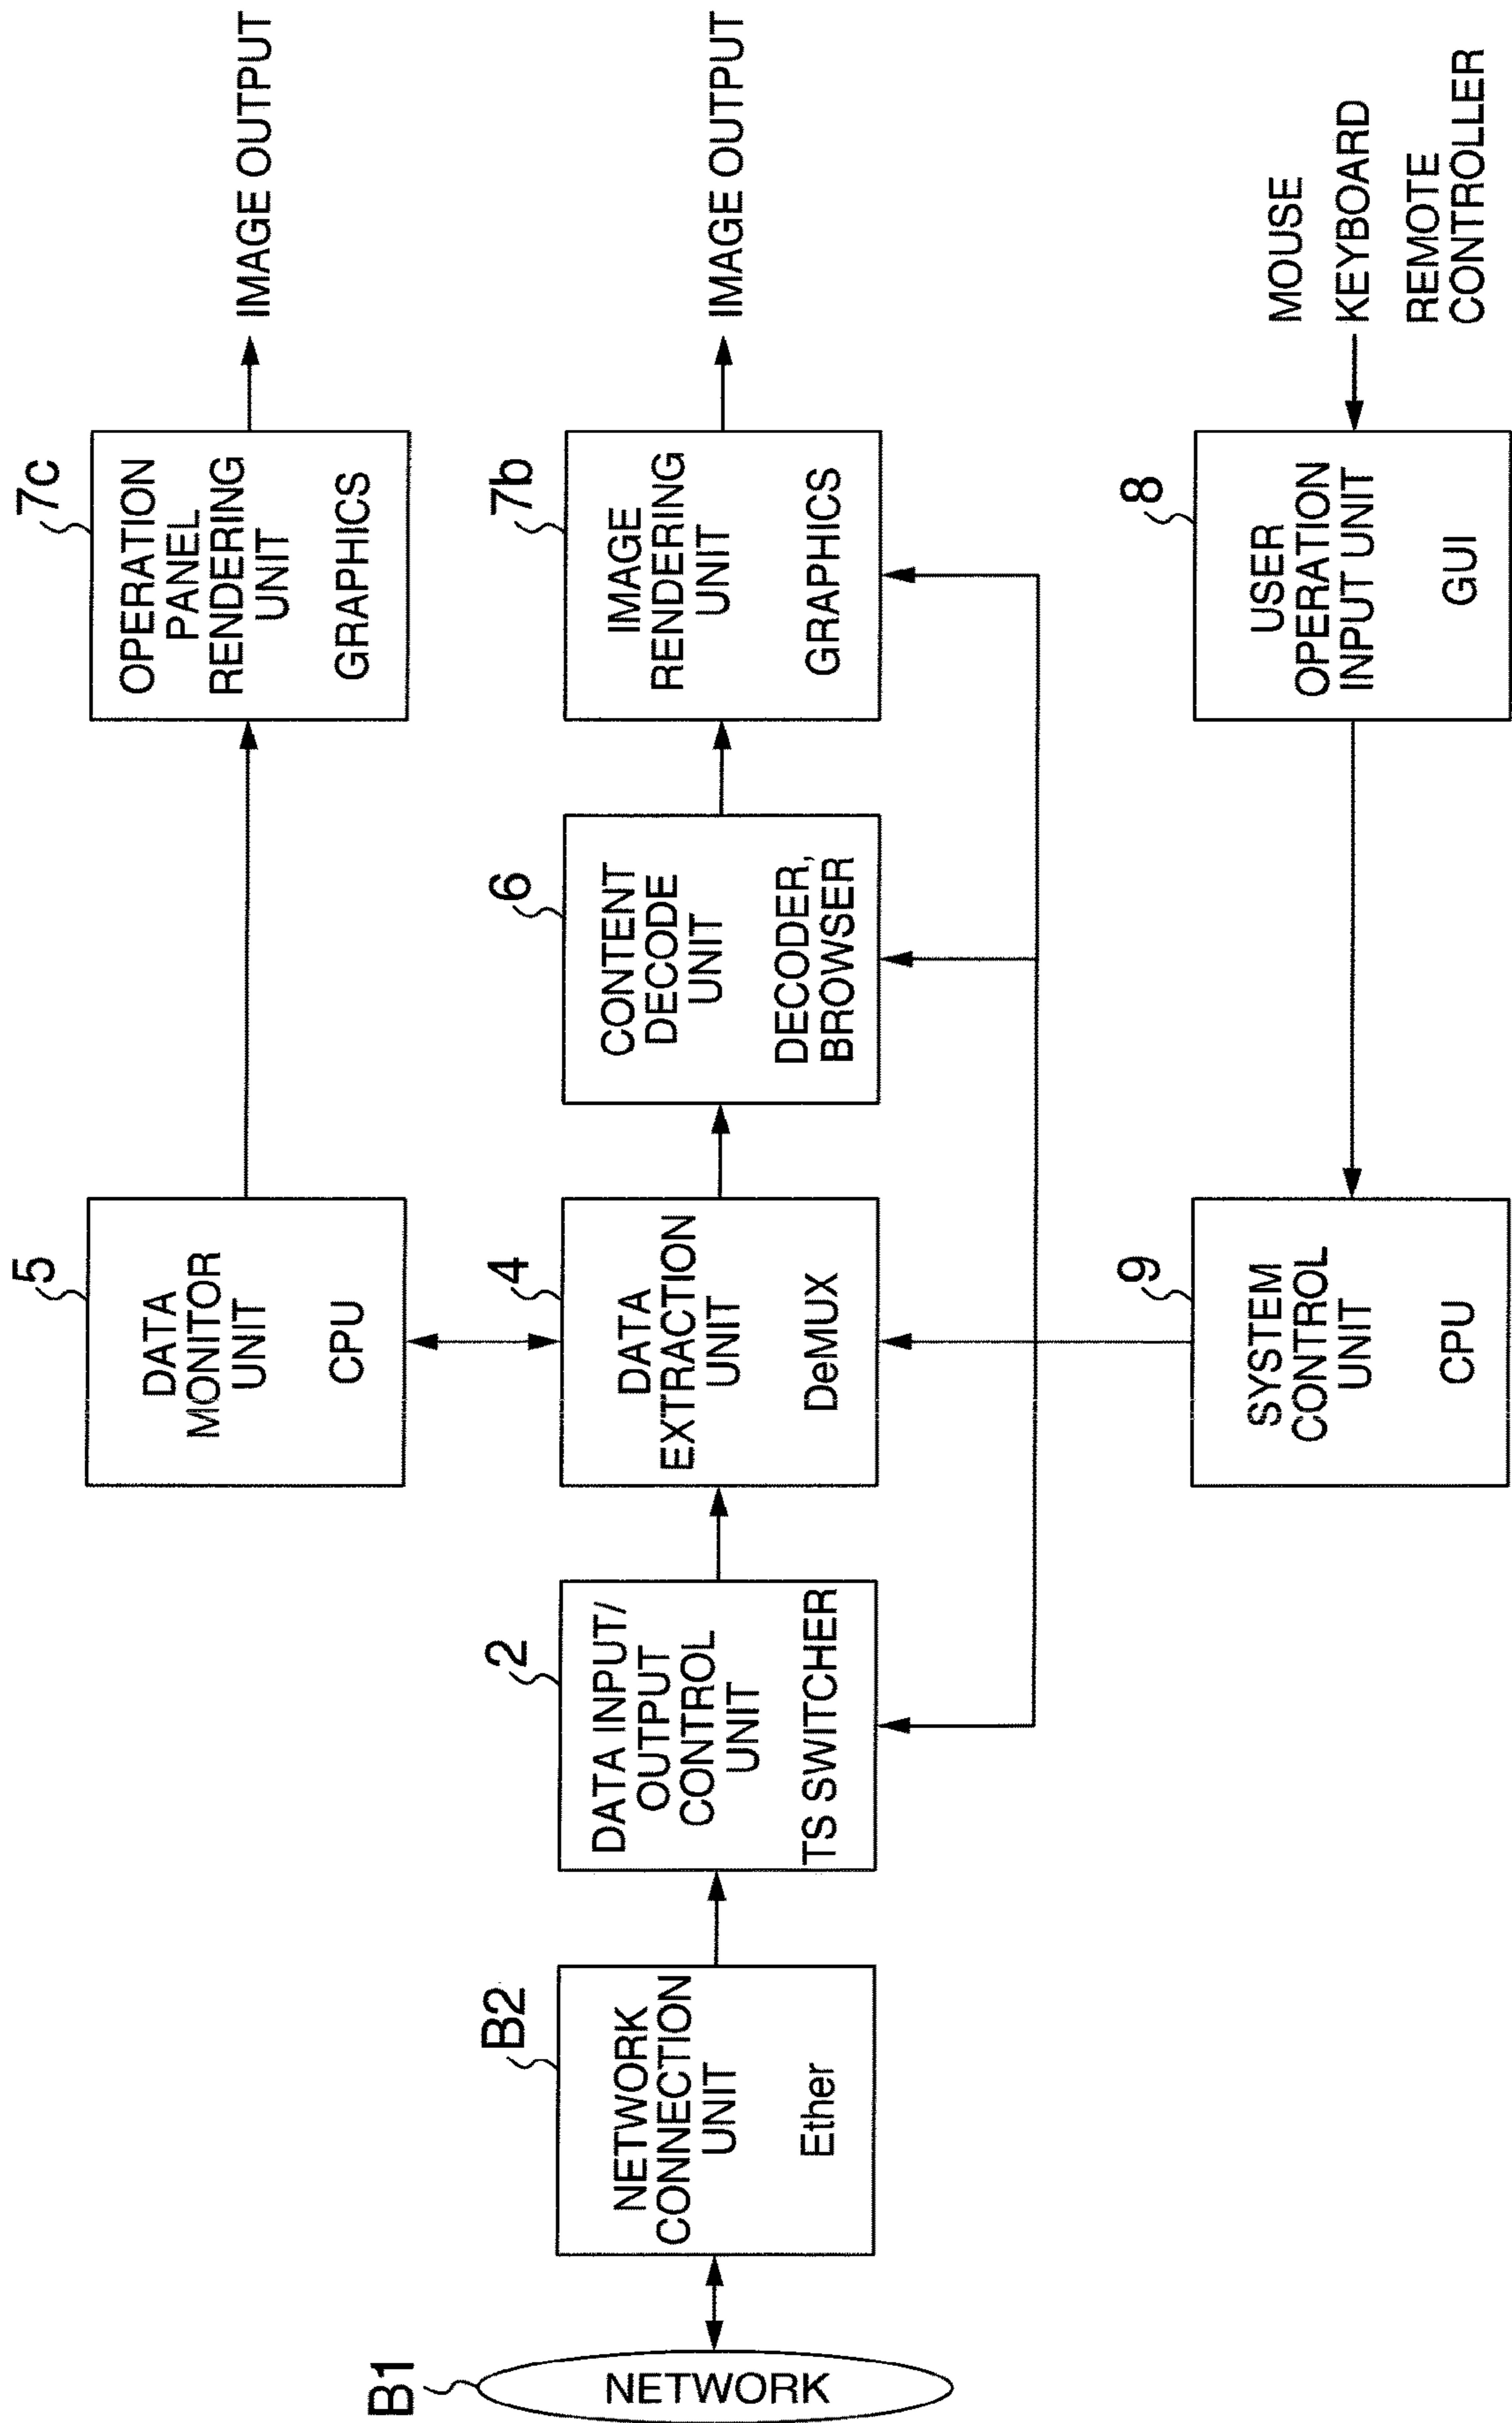 5
DATA
MONITOR
UNIT
CPU
7c
OPERATION
PANEL
RENDERING
UNIT
GRAPHICS
IMAGE OUTPUT
B1
NETWORK
B2
NETWORK
CONNECTION
UNIT
Ether
2
DATA INPUT/
OUTPUT
CONTROL
UNIT
TS SWITCHER
4
DATA
EXTRACTION
UNIT
DeMUX
6
CONTENT
DECODE
UNIT
DECODER,
BROWSER
7b
IMAGE
RENDERING
UNIT
GRAPHICS
IMAGE OUTPUT
9
SYSTEM
CONTROL
UNIT
CPU
8
USER
OPERATION
INPUT UNIT
GUI
MOUSE
KEYBOARD
REMOTE
CONTROLLER